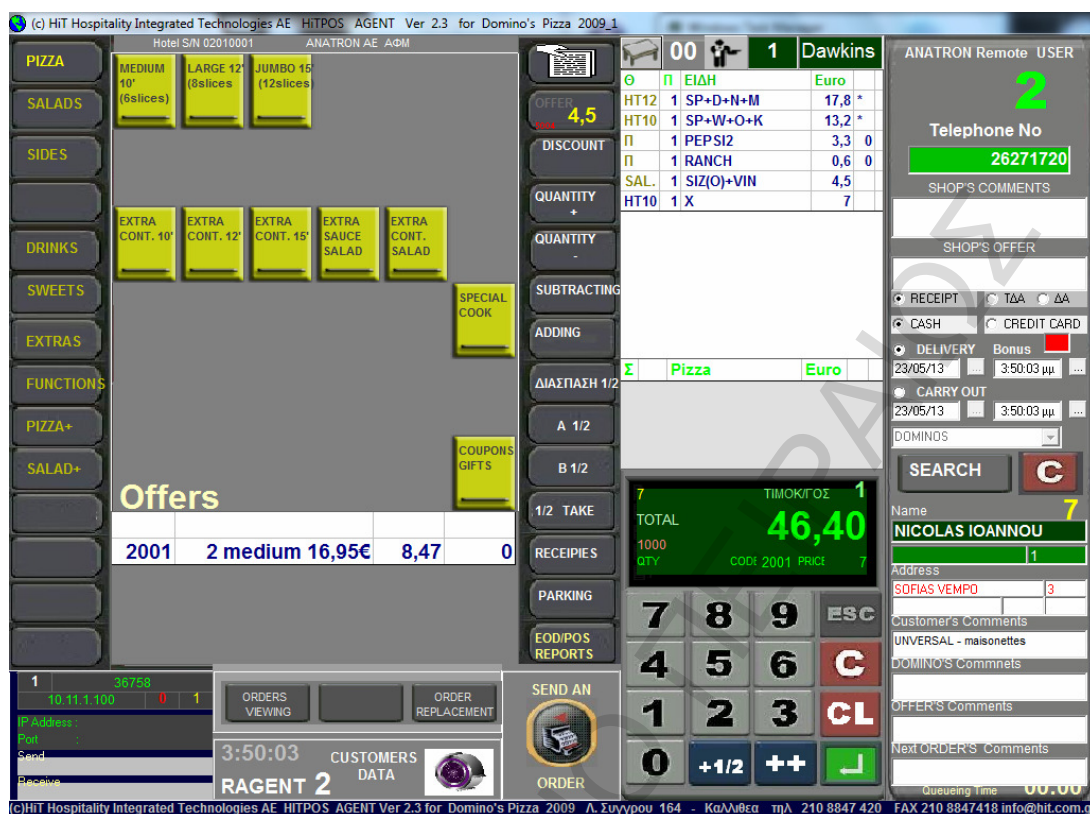 (c) HiT Hospitality Integrated Technologies AE HiTPOS AGENT Ver 2.3 for Domino's Pizza 2009_1
Hotel S/N 02010001 ANATRON AE ΑΦΜ
PIZZA
SALADS
SIDES
DRINKS
SWEETS
EXTRAS
FUNCTIONS
PIZZA+
SALAD+
MEDIUM 10' (6slices)
LARGE 12' (8slices
JUMBO 15' (12slices)
EXTRA CONT. 10'
EXTRA CONT. 12'
EXTRA CONT. 15'
EXTRA SAUCE SALAD
EXTRA CONT. SALAD
SPECIAL COOK
COUPONS GIFTS
Offers
2001 2 medium 16,95€ 8,47 0
OFFER 4,5
DISCOUNT
QUANTITY +
QUANTITY -
SUBTRACTING
ADDING
ΔΙΑΣΠΑΣΗ 1/2
A 1/2
B 1/2
1/2 TAKE
RECEIPIES
PARKING
EOD/POS REPORTS
00 1 Dawkins
Θ Π ΕΙΔΗ Euro
HT12 1 SP+D+N+M 17,8 *
HT10 1 SP+W+O+K 13,2 *
Π 1 PEPSI2 3,3 0
Π 1 RANCH 0,6 0
SAL. 1 SIZ(O)+VIN 4,5
HT10 1 X 7
Σ Pizza Euro
7 ΤΙΜΟΚ/ΓΟΣ 1
TOTAL 46,40
1000
QTY CODE 2001 PRICE 7
7 8 9 ESC
4 5 6 C
1 2 3 CL
0 +1/2 ++
ANATRON Remote USER
2
Telephone No
26271720
SHOP'S COMMENTS
SHOP'S OFFER
RECEIPT ΤΔΑ ΔΑ
CASH CREDIT CARD
DELIVERY Bonus
23/05/13 ... 3:50:03 μμ ...
CARRY OUT
23/05/13 ... 3:50:03 μμ ...
DOMINOS
SEARCH C
Name 7
NICOLAS IOANNOU
1
Address
SOFIAS VEMPO 3
Customer's Comments
UNVERSAL - maisonettes
DOMINO'S Commnets
OFFER'S Comments
Next ORDER'S Comments
Queueing Time 00.00
1 36758
10.11.1.100 0 1
IP Address :
Port :
Send
Receive
ORDERS VIEWING
ORDER REPLACEMENT
3:50:03 CUSTOMERS DATA
RAGENT 2
SEND AN
ORDER
(c)HiT Hospitality Integrated Technologies AE HITPOS AGENT Ver 2.3 for Domino's Pizza 2009 Λ. Συγγρου 164 - Καλλιθεα τηλ 210 8847 420 FAX 210 8847418 info@hit.com.g